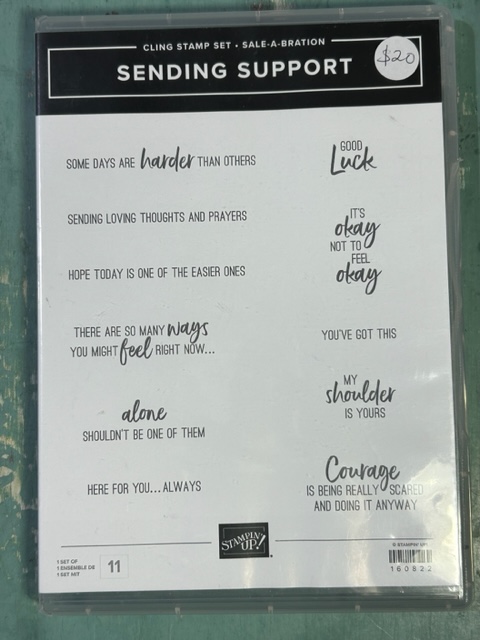 CLING STAMP SET • SALE-A-BRATION
SENDING SUPPORT
$20
SOME DAYS ARE harder THAN OTHERS
SENDING LOVING THOUGHTS AND PRAYERS
HOPE TODAY IS ONE OF THE EASIER ONES
THERE ARE SO MANY ways
YOU MIGHT feel RIGHT NOW...
alone
SHOULDN'T BE ONE OF THEM
HERE FOR YOU...ALWAYS
GOOD
Luck
IT'S
okay
NOT TO
FEEL
okay
YOU'VE GOT THIS
MY
shoulder
IS YOURS
Courage
IS BEING REALLY SCARED
AND DOING IT ANYWAY
STAMPIN' UP!
1 SET OF
1 ENSEMBLE DE
1 SET MIT
11
© STAMPIN' UP!
160822